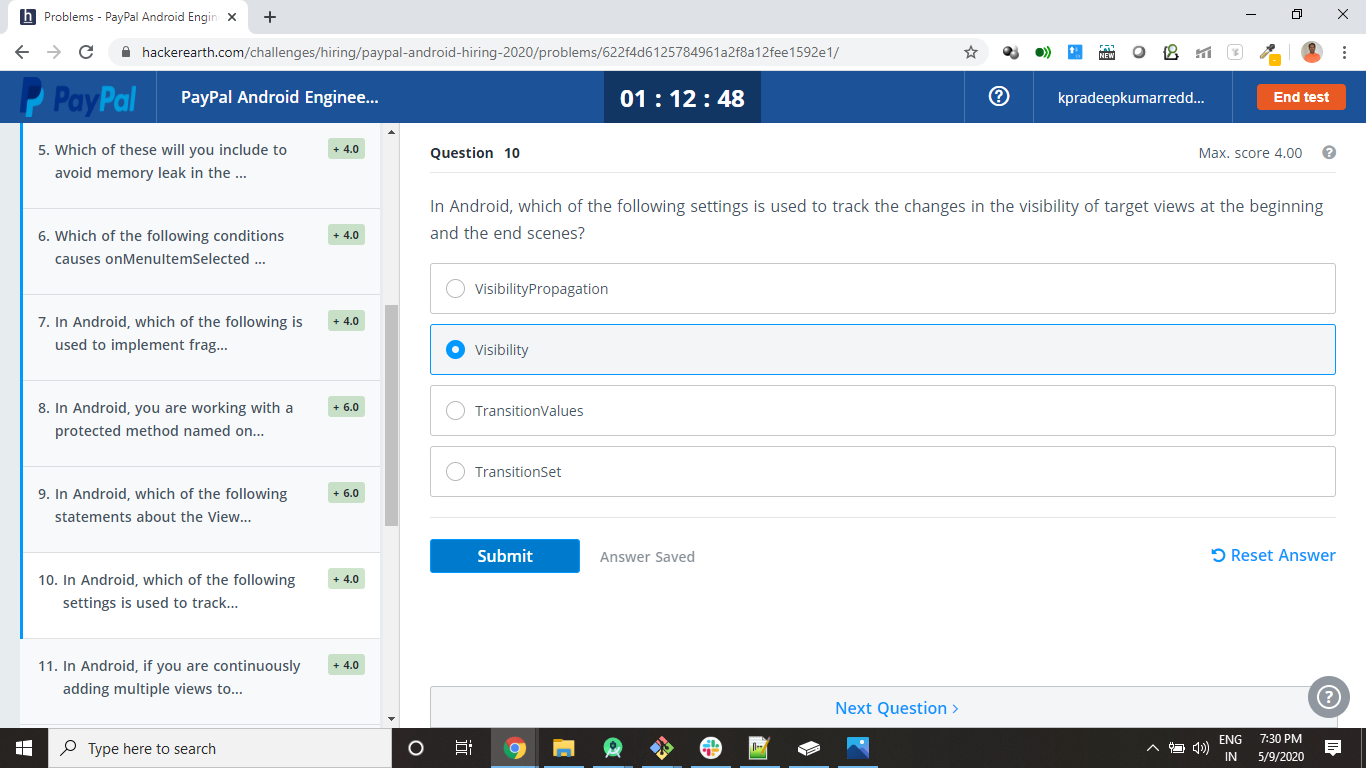 Problems - PayPal Android Engin
hackerearth.com/challenges/hiring/paypal-android-hiring-2020/problems/622f4d6125784961a2f8a12fee1592e1/
PayPal
PayPal Android Enginee...
01 : 12 : 48
kpradeepkumarredd...
End test
5. Which of these will you include to
avoid memory leak in the ...
+ 4.0
6. Which of the following conditions
causes onMenuItemSelected ...
+ 4.0
7. In Android, which of the following is
used to implement frag...
+ 4.0
8. In Android, you are working with a
protected method named on...
+ 6.0
9. In Android, which of the following
statements about the View...
+ 6.0
10. In Android, which of the following
settings is used to track...
+ 4.0
11. In Android, if you are continuously
adding multiple views to...
+ 4.0
Question 10
Max. score 4.00
In Android, which of the following settings is used to track the changes in the visibility of target views at the beginning
and the end scenes?
VisibilityPropagation
Visibility
TransitionValues
TransitionSet
Submit
Answer Saved
Reset Answer
Next Question >
Type here to search
ENG
IN
7:30 PM
5/9/2020